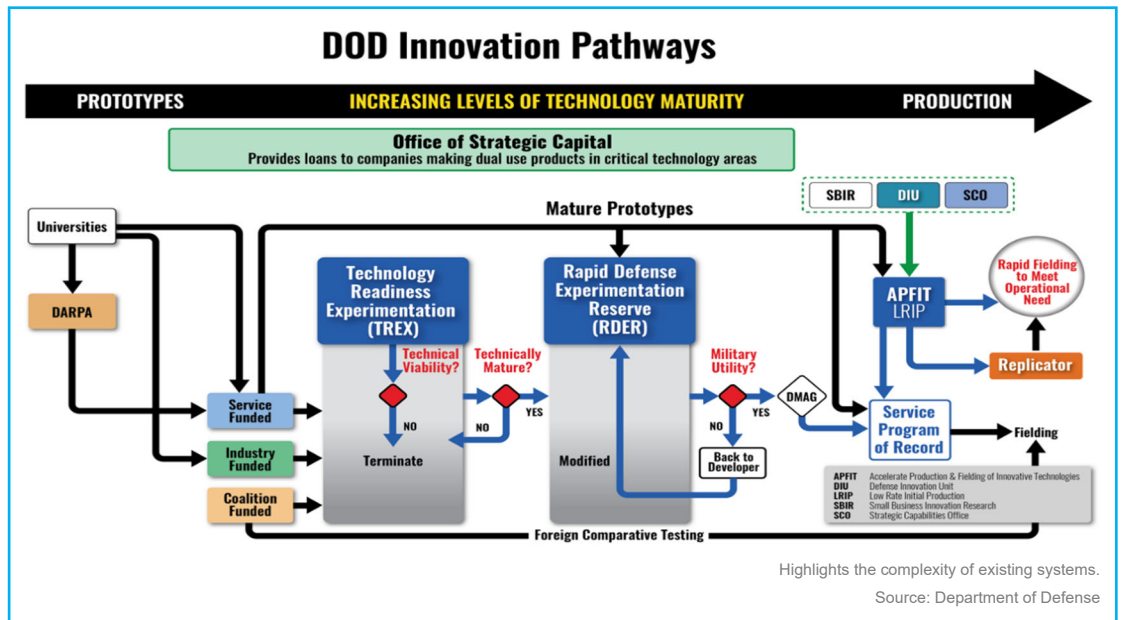 DOD Innovation Pathways
PROTOTYPES
INCREASING LEVELS OF TECHNOLOGY MATURITY
PRODUCTION
Office of Strategic Capital
Provides loans to companies making dual use products in critical technology areas
SBIR
DIU
SCO
Mature Prototypes
Universities
DARPA
Technology
Readiness
Experimentation
(TREX)
Rapid Defense
Experimentation
Reserve
(RDER)
APFIT
LRIP
Rapid Fielding
to Meet
Operational
Need
Replicator
Technical
Viability?
Technically
Mature?
Military
Utility?
NO
NO
YES
NO
YES
DMAG
Service
Funded
Industry
Funded
Coalition
Funded
Terminate
Modified
Back to
Developer
Service
Program
of Record
Fielding
APFIT Accelerate Production & Fielding of Innovative Technologies
DIU Defense Innovation Unit
LRIP Low Rate Initial Production
SBIR Small Business Innovation Research
SCO Strategic Capabilities Office
Foreign Comparative Testing
Highlights the complexity of existing systems.
Source: Department of Defense